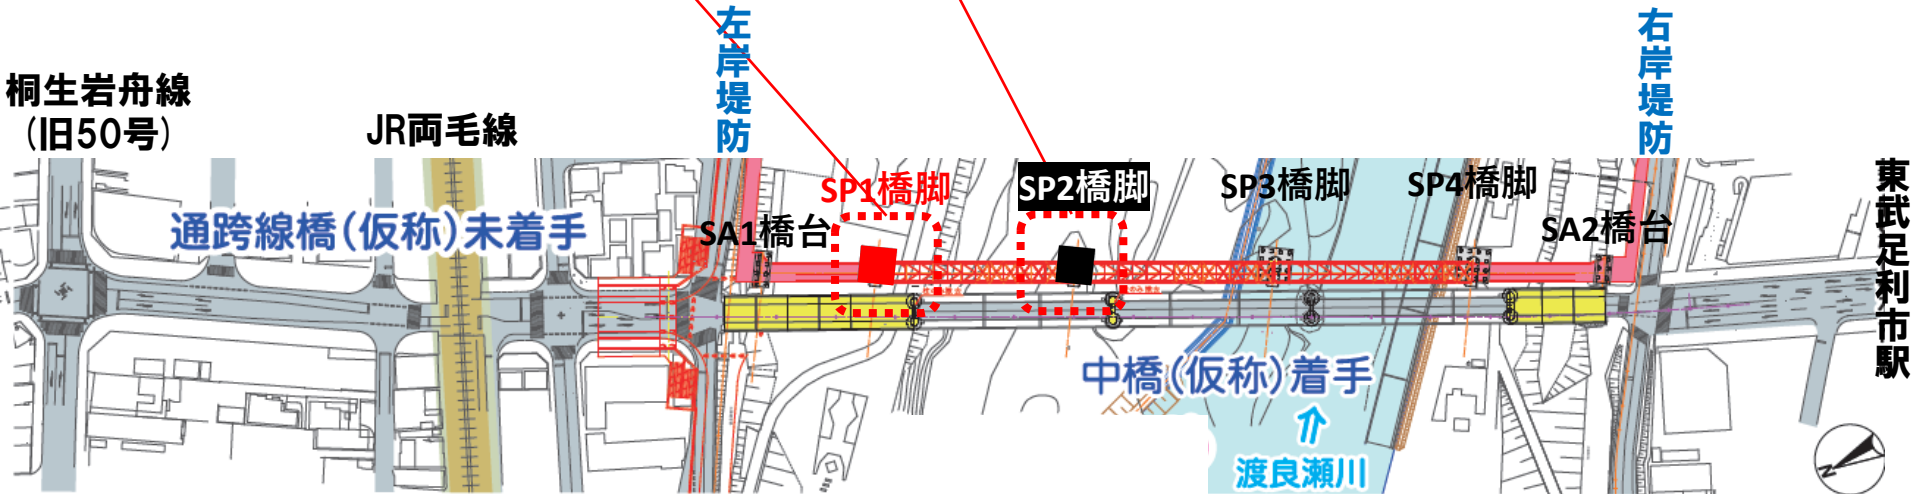 左岸堤防
右岸堤防
桐生岩舟線
(旧50号)
JR両毛線
SP1橋脚
SP2橋脚
SP3橋脚
SP4橋脚
東武足利市駅
通跨線橋(仮称)未着手
SA1橋台
SA2橋台
中橋(仮称)着手
⇧
渡良瀬川
N